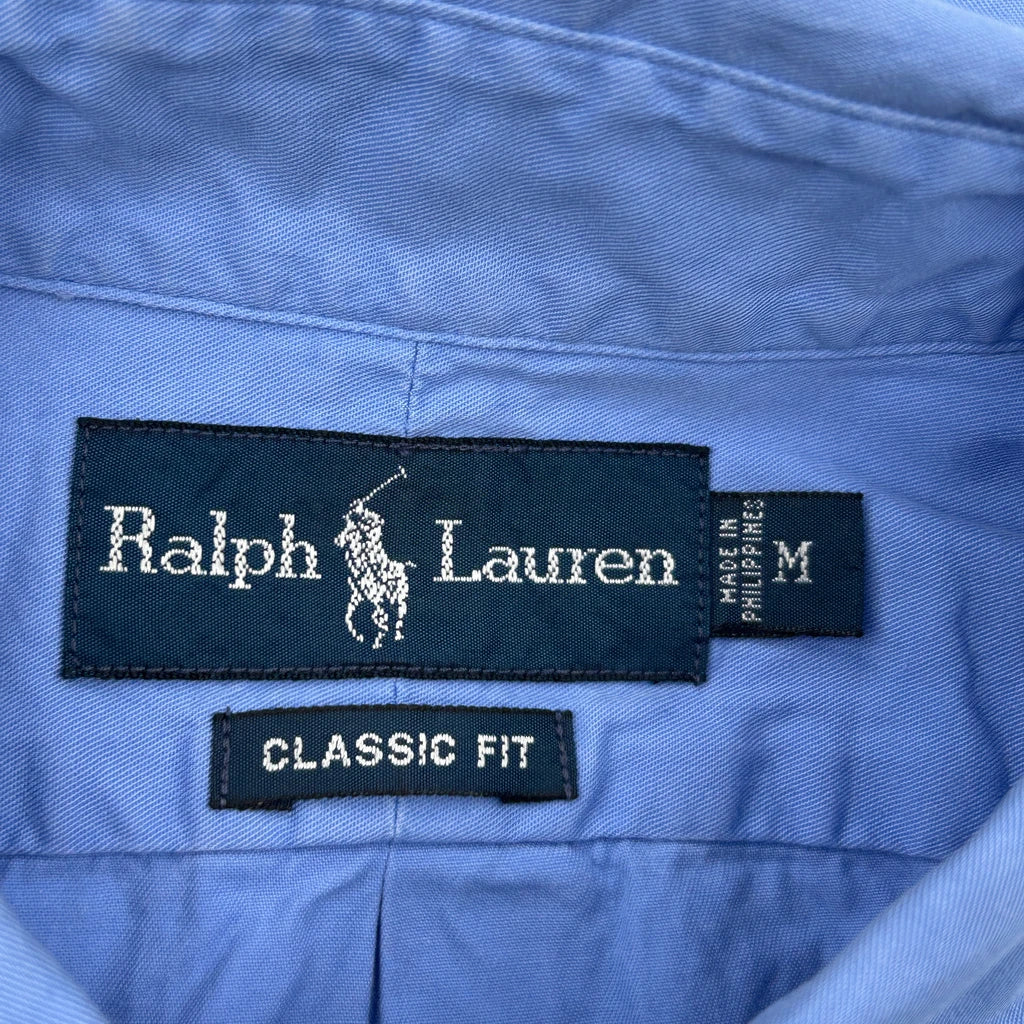 Ralph Lauren
MADE IN
PHILIPPINES
M
CLASSIC FIT